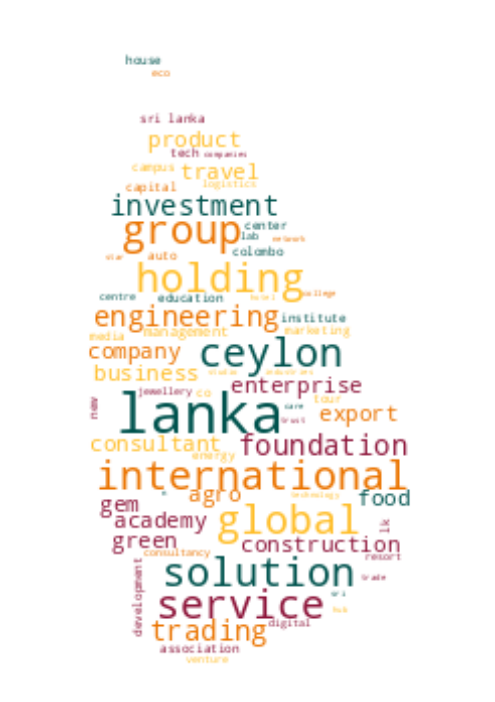 house
eco
sri lanka
product
tech companies
campus travel
capital logistics
investment
group center
lab network
star auto colombo
holding college
centre education hotel
engineering institute
media management marketing
company ceylon
business studio industries
jewellery co enterprise
tour
new lanka care export
trust
consultant foundation
energy
international
agro technology food
gem
academy global lk
green construction
consultancy resort
development solution trade
service sri
hub
trading digital
association
venture